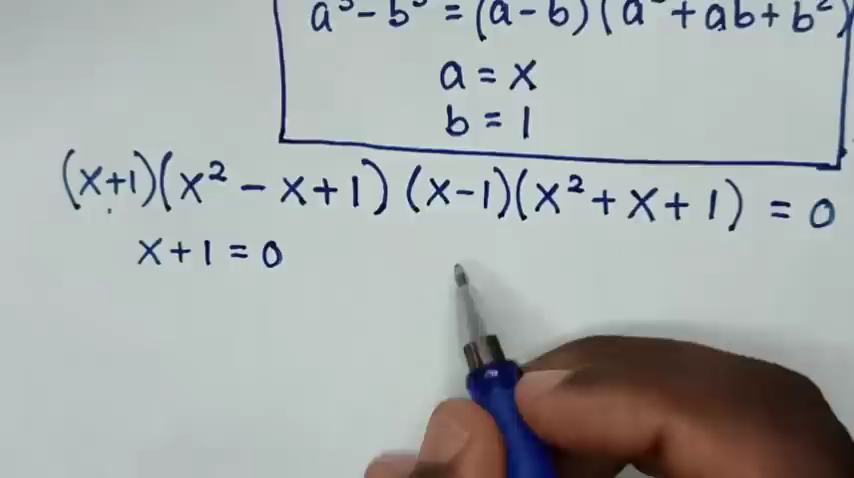 a³ - b³ = (a - b)(a² + ab + b²)
a = x
b = 1
(x+1)(x² - x + 1)(x - 1)(x² + x + 1) = 0
x + 1 = 0